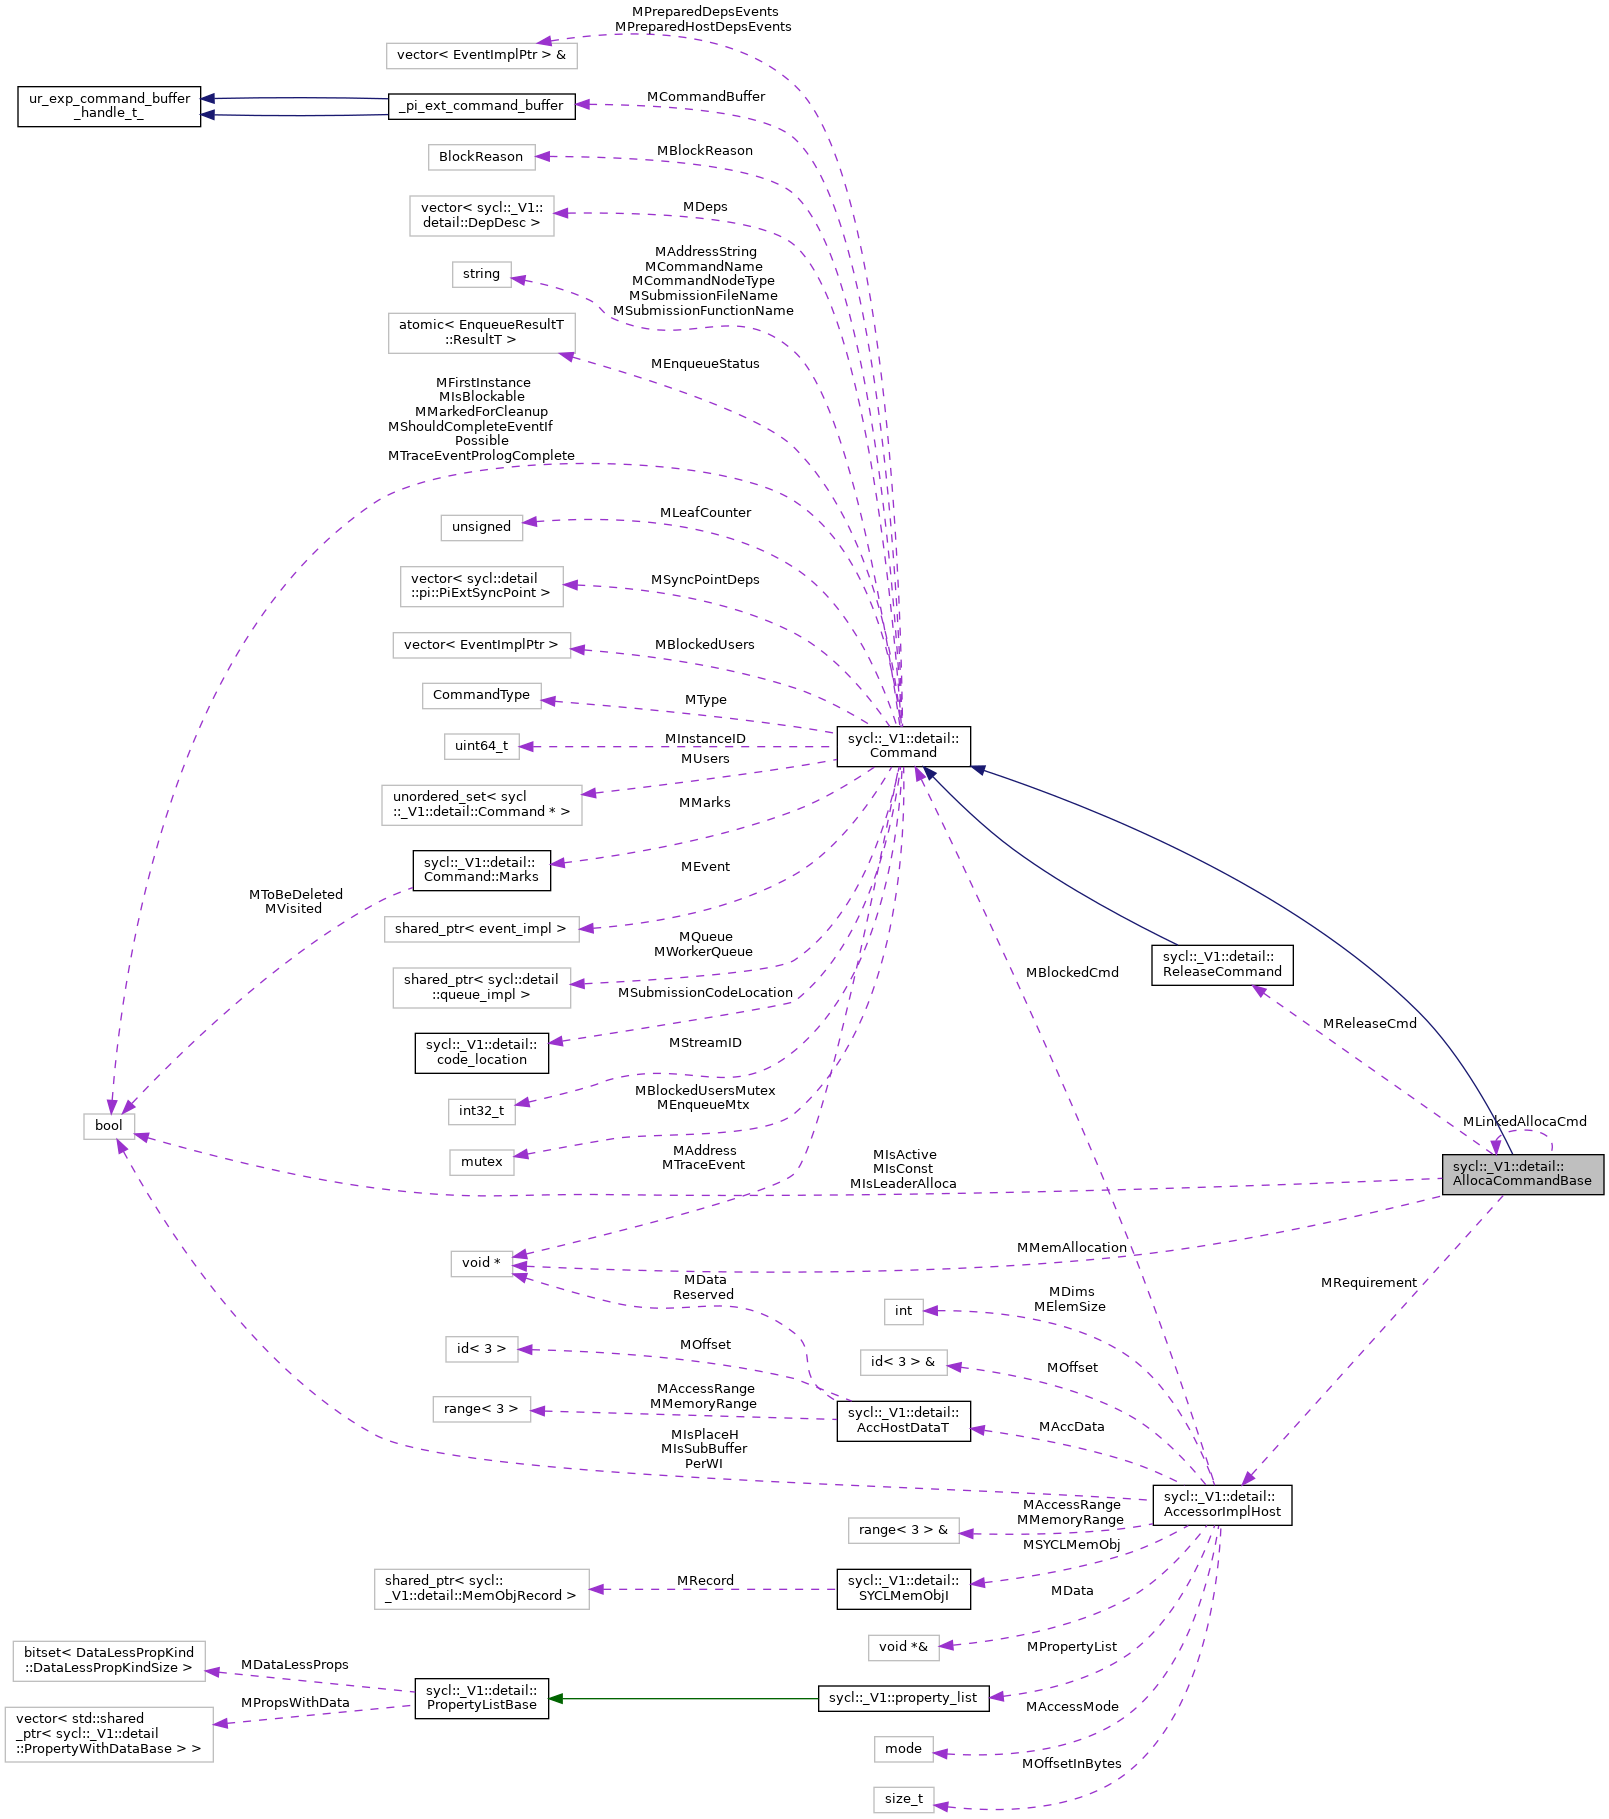 MPreparedDepsEvents
MPreparedHostDepsEvents
vector< EventImplPtr > &
ur_exp_command_buffer
_handle_t_
_pi_ext_command_buffer
MCommandBuffer
BlockReason
MBlockReason
vector< sycl::_V1::
detail::DepDesc >
MDeps
string
MAddressString
MCommandName
MCommandNodeType
MSubmissionFileName
MSubmissionFunctionName
atomic< EnqueueResultT
::ResultT >
MEnqueueStatus
MFirstInstance
MIsBlockable
MMarkedForCleanup
MShouldCompleteEventIf
Possible
MTraceEventPrologComplete
unsigned
MLeafCounter
vector< sycl::detail
::pi::PiExtSyncPoint >
MSyncPointDeps
vector< EventImplPtr >
MBlockedUsers
CommandType
MType
uint64_t
MInstanceID
sycl::_V1::detail::
Command
MUsers
unordered_set< sycl
::_V1::detail::Command * >
MMarks
sycl::_V1::detail::
Command::Marks
MEvent
MToBeDeleted
MVisited
shared_ptr< event_impl >
MQueue
MWorkerQueue
shared_ptr< sycl::detail
::queue_impl >
MBlockedCmd
sycl::_V1::detail::
ReleaseCommand
MSubmissionCodeLocation
sycl::_V1::detail::
code_location
MReleaseCmd
MStreamID
int32_t
MBlockedUsersMutex
MEnqueueMtx
bool
MLinkedAllocaCmd
mutex
MAddress
MTraceEvent
MIsActive
MIsConst
MIsLeaderAlloca
sycl::_V1::detail::
AllocaCommandBase
void *
MMemAllocation
MData
Reserved
MDims
MElemSize
MRequirement
int
id< 3 >
MOffset
id< 3 > &
MOffset
range< 3 >
MAccessRange
MMemoryRange
sycl::_V1::detail::
AccHostDataT
MAccData
MIsPlaceH
MIsSubBuffer
PerWI
sycl::_V1::detail::
AccessorImplHost
MAccessRange
MMemoryRange
range< 3 > &
MSYCLMemObj
shared_ptr< sycl::
_V1::detail::MemObjRecord >
MRecord
sycl::_V1::detail::
SYCLMemObjI
MData
void *&
MPropertyList
bitset< DataLessPropKind
::DataLessPropKindSize >
MDataLessProps
sycl::_V1::detail::
PropertyListBase
sycl::_V1::property_list
MPropsWithData
vector< std::shared
_ptr< sycl::_V1::detail
::PropertyWithDataBase > >
MAccessMode
mode
MOffsetInBytes
size_t